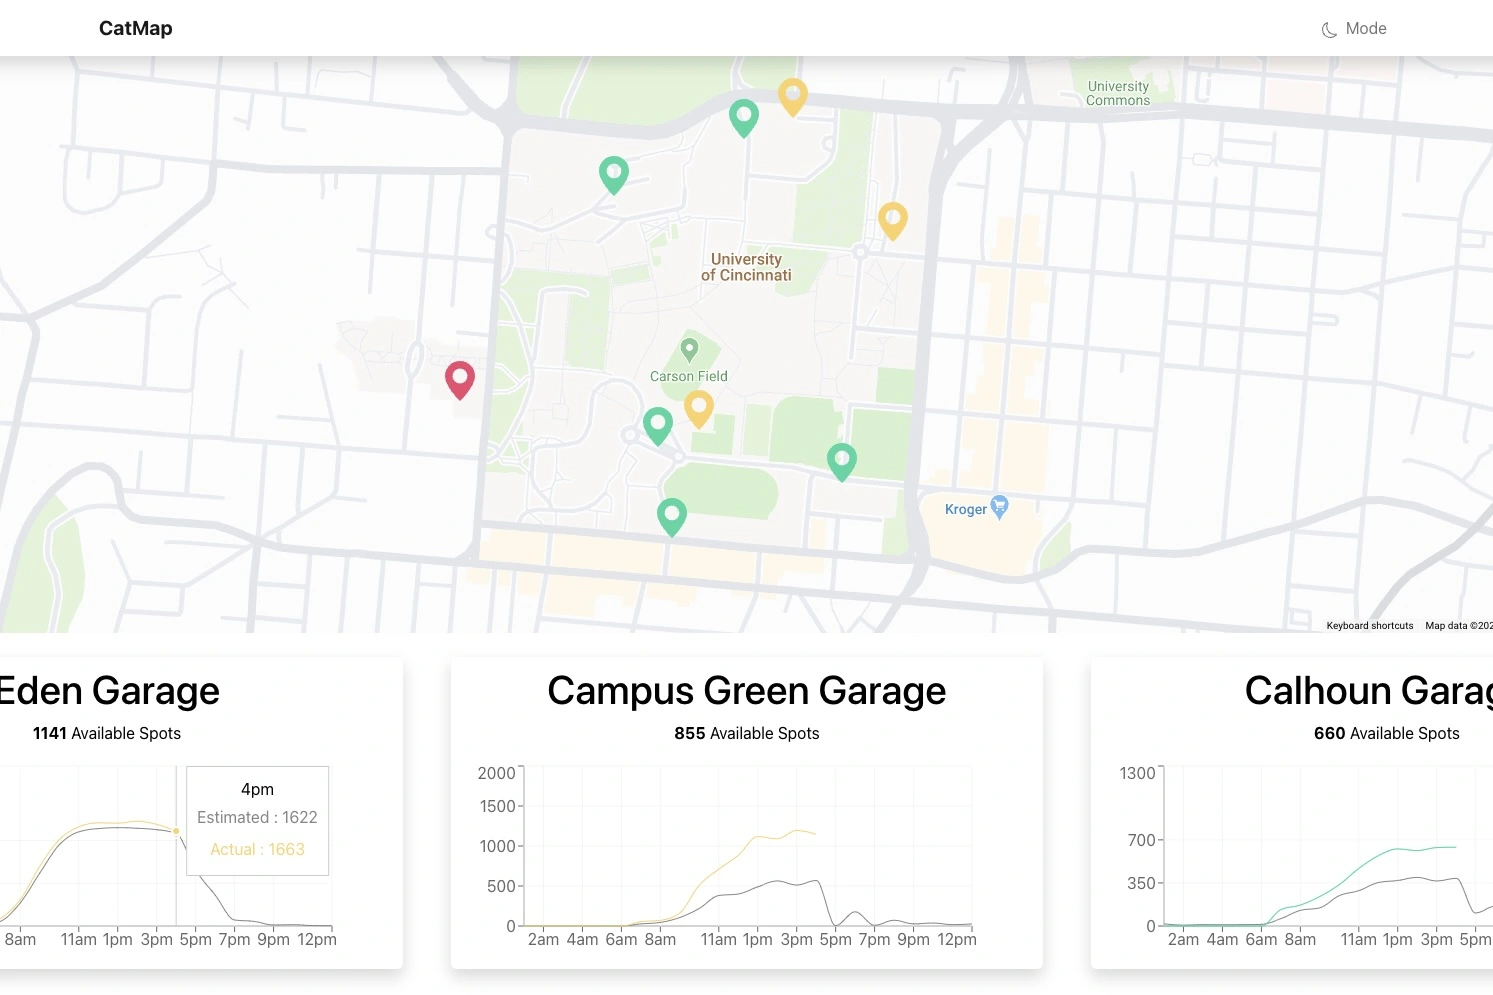 CatMap
Mode
University
Commons
University
of Cincinnati
Carson Field
Kroger
Keyboard shortcuts Map data ©202
Eden Garage
1141 Available Spots
4pm
Estimated : 1622
Actual : 1663
8am 11am 1pm 3pm 5pm 7pm 9pm 12pm
Campus Green Garage
855 Available Spots
2000
1500
1000
500
0
2am 4am 6am 8am 11am 1pm 3pm 5pm 7pm 9pm 12pm
Calhoun Garag
660 Available Spots
1300
700
350
0
2am 4am 6am 8am 11am 1pm 3pm 5pm